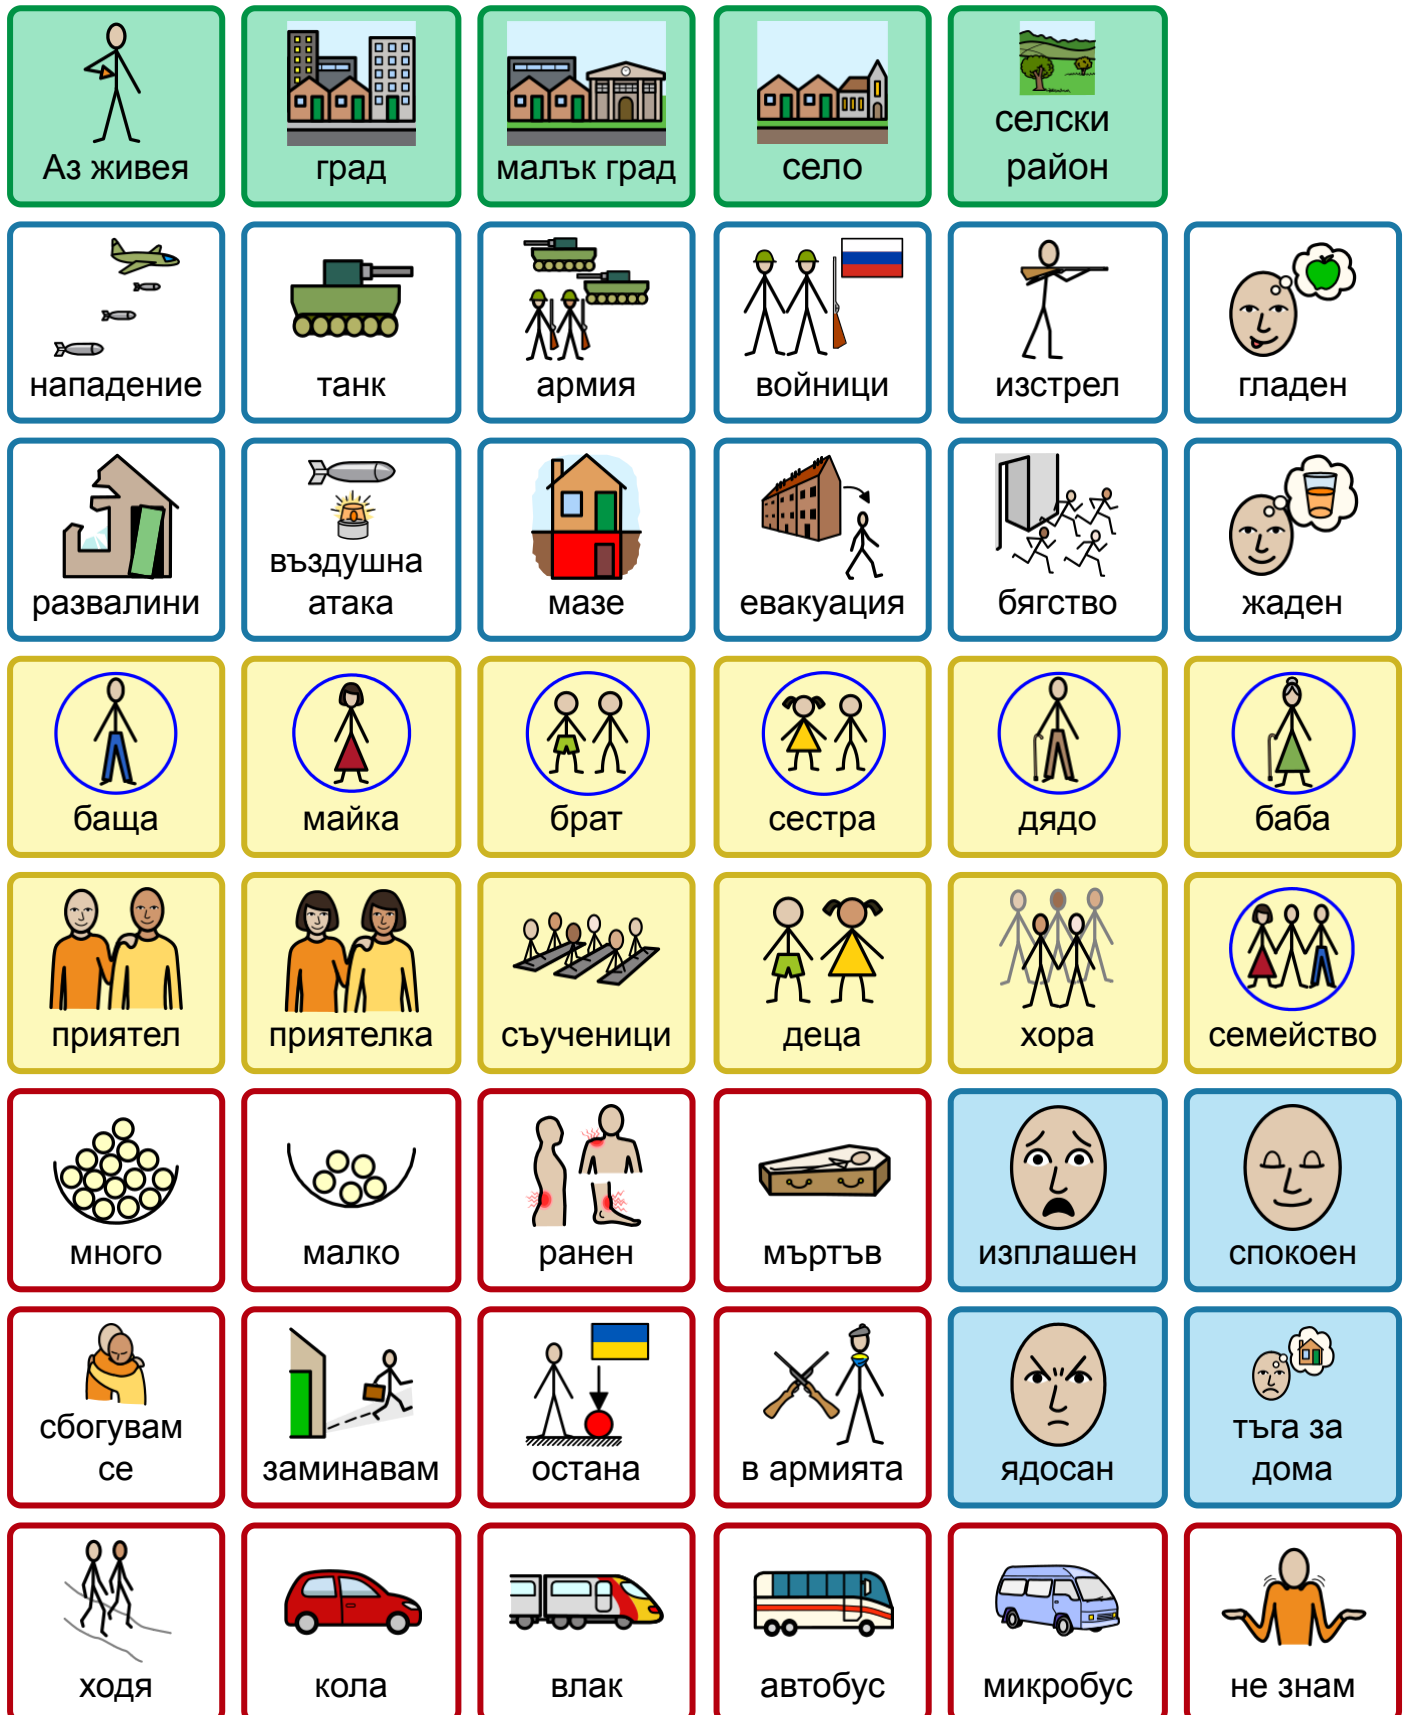 Аз живея
град
малък град
село
селски
район
нападение
танк
армия
войници
изстрел
гладен
развалини
въздушна
атака
мазе
евакуация
бягство
жаден
баща
майка
брат
сестра
дядо
баба
приятел
приятелка
съученици
деца
хора
семейство
много
малко
ранен
мъртъв
изплашен
спокоен
сбогувам
се
заминавам
остана
в армията
ядосан
тъга за
дома
ходя
кола
влак
автобус
микробус
не знам